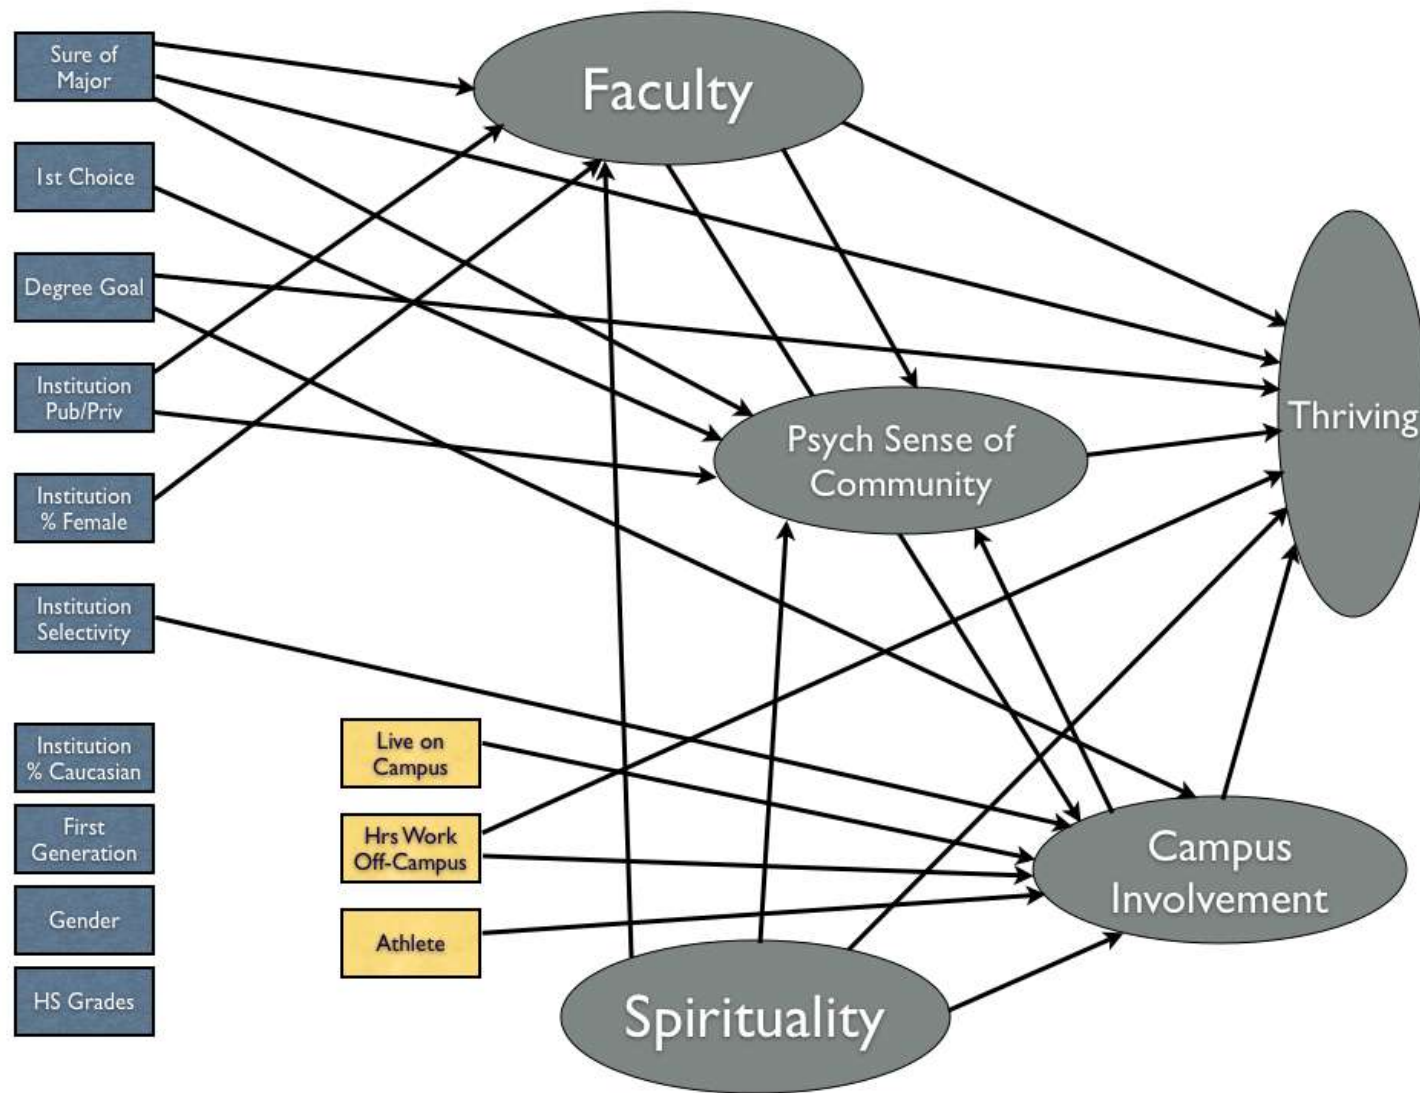 Sure of
Major
1st Choice
Degree Goal
Institution
Pub/Priv
Institution
% Female
Institution
Selectivity
Institution
% Caucasian
First
Generation
Gender
HS Grades
Live on
Campus
Hrs Work
Off-Campus
Athlete
Faculty
Psych Sense of
Community
Thriving
Campus
Involvement
Spirituality